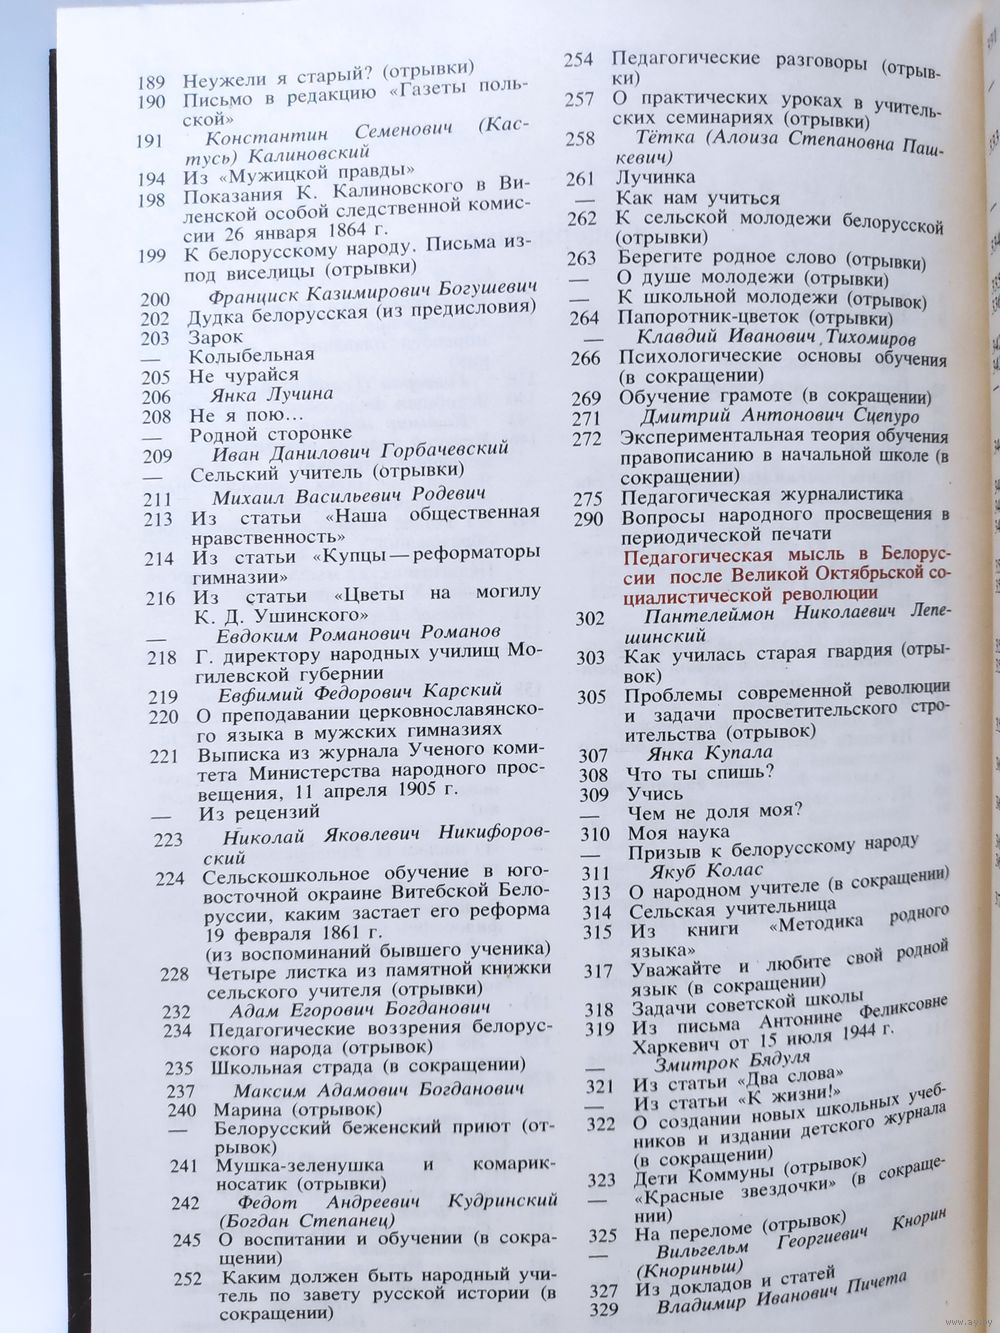 189 Неужели я старый? (отрывки)
190 Письмо в редакцию «Газеты поль-
ской»
191 Константин Семенович (Кас-
тусь) Калиновский
194 Из «Мужицкой правды»
198 Показания К. Калиновского в Ви-
ленской особой следственной комис-
сии 26 января 1864 г.
199 К белорусскому народу. Письма из-
под виселицы (отрывки)
200 Франциск Казимирович Богушевич
202 Дудка белорусская (из предисловия)
203 Зарок
— Колыбельная
205 Не чурайся
206 Янка Лучина
208 Не я пою...
— Родной сторонке
209 Иван Данилович Горбачевский
— Сельский учитель (отрывки)
211 Михаил Васильевич Родевич
213 Из статьи «Наша общественная
нравственность»
214 Из статьи «Купцы — реформаторы
гимназии»
216 Из статьи «Цветы на могилу
К. Д. Ушинского»
— Евдоким Романович Романов
218 Г. директору народных училищ Мо-
гилевской губернии
219 Евфимий Федорович Карский
220 О преподавании церковнославянско-
го языка в мужских гимназиях
221 Выписка из журнала Ученого коми-
тета Министерства народного прос-
вещения, 11 апреля 1905 г.
— Из рецензий
223 Николай Яковлевич Никифоров-
ский
224 Сельскошкольное обучение в юго-
восточной окраине Витебской Бело-
руссии, каким застает его реформа
19 февраля 1861 г.
(из воспоминаний бывшего ученика)
228 Четыре листка из памятной книжки
сельского учителя (отрывки)
232 Адам Егорович Богданович
234 Педагогические воззрения белорус-
ского народа (отрывок)
235 Школьная страда (в сокращении)
237 Максим Адамович Богданович
240 Марина (отрывок)
— Белорусский беженский приют (от-
рывок)
241 Мушка-зеленушка и комарик-
носатик (отрывки)
242 Федот Андреевич Кудринский
(Богдан Степанец)
245 О воспитании и обучении (в сокра-
щении)
252 Каким должен быть народный учи-
тель по завету русской истории (в
сокращении)
254 Педагогические разговоры (отрыв-
ки)
257 О практических уроках в учитель-
ских семинариях (отрывки)
258 Тётка (Алоиза Степановна Паш-
кевич)
261 Лучинка
— Как нам учиться
262 К сельской молодежи белорусской
(отрывки)
263 Берегите родное слово (отрывки)
— О душе молодежи (отрывки)
— К школьной молодежи (отрывок)
264 Папоротник-цветок (отрывки)
— Клавдий Иванович Тихомиров
266 Психологические основы обучения
(в сокращении)
269 Обучение грамоте (в сокращении)
271 Дмитрий Антонович Сцепуро
272 Экспериментальная теория обучения
правописанию в начальной школе (в
сокращении)
275 Педагогическая журналистика
290 Вопросы народного просвещения в
периодической печати
Педагогическая мысль в Белорус-
сии после Великой Октябрьской со-
циалистической революции
302 Пантелеймон Николаевич Лепе-
шинский
303 Как училась старая гвардия (отры-
вок)
305 Проблемы современной революции
и задачи просветительского стро-
ительства (отрывок)
307 Янка Купала
308 Что ты спишь?
309 Учись
— Чем не доля моя?
310 Моя наука
— Призыв к белорусскому народу
311 Якуб Колас
313 О народном учителе (в сокращении)
314 Сельская учительница
315 Из книги «Методика родного
языка»
317 Уважайте и любите свой родной
язык (в сокращении)
318 Задачи советской школы
319 Из письма Антонине Феликсовне
Харкевич от 15 июля 1944 г.
— Змитрок Бядуля
321 Из статьи «Два слова»
— Из статьи «К жизни!»
322 О создании новых школьных учеб-
ников и издании детского журнала
(в сокращении)
323 Дети Коммуны (отрывок)
— «Красные звездочки» (в сокраще-
нии)
325 На переломе (отрывок)
— Вильгельм Георгиевич Кнорин
(Кнориньш)
327 Из докладов и статей
329 Владимир Иванович Пичета
www.ay.by